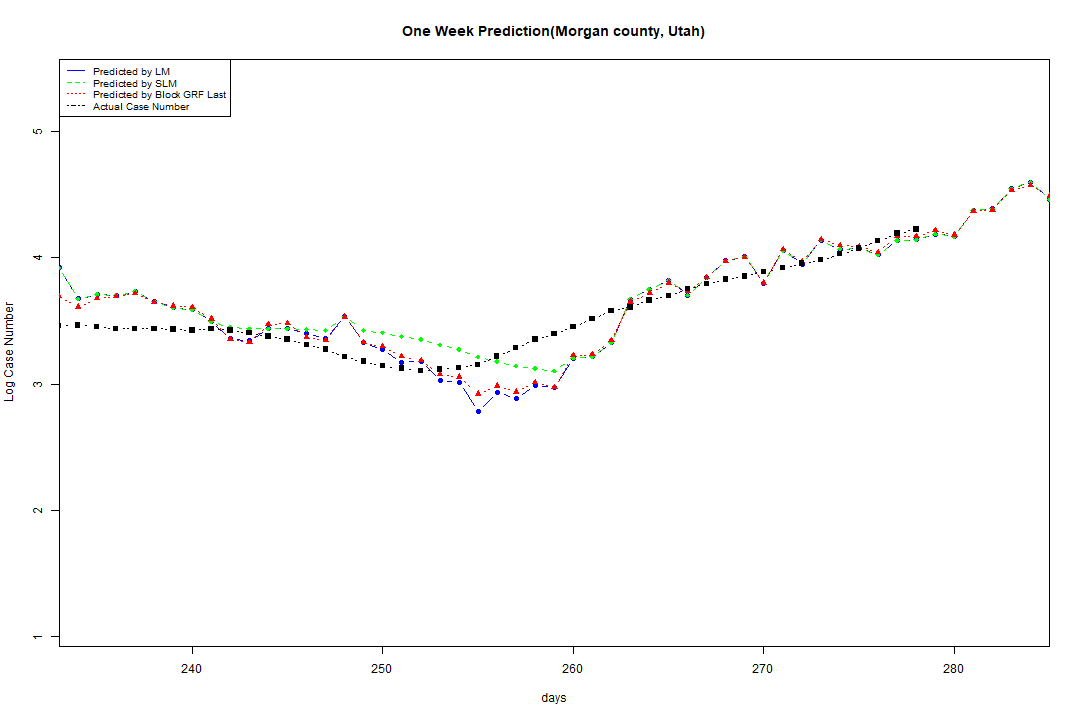 One Week Prediction(Morgan county, Utah)
Predicted by LM
Predicted by SLM
Predicted by Block GRF Last
Actual Case Number
5
4
3
2
1
Log Case Number
240
250
260
270
280
days